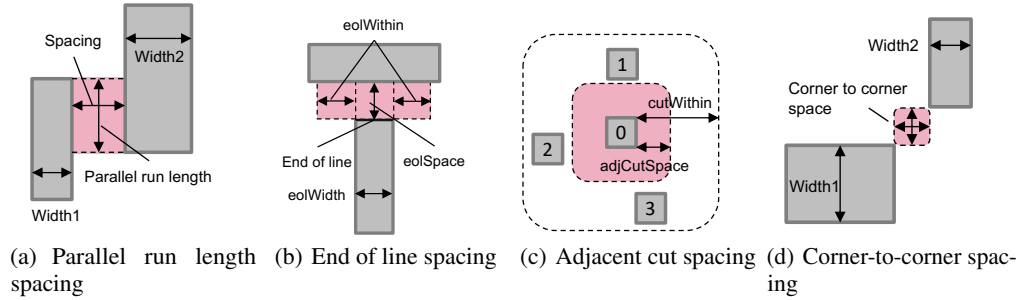 Spacing
Width2
Parallel run length
Width1
(a) Parallel run length
spacing
eolWithin
End of line
eolSpace
eolWidth
(b) End of line spacing
1
cutWithin
0
2
adjCutSpace
3
(c) Adjacent cut spacing
Width2
Corner to corner
space
Width1
(d) Corner-to-corner spac-
ing